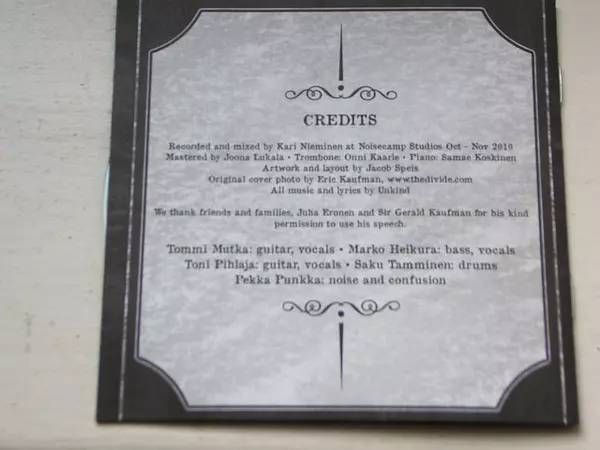 CREDITS
Recorded and mixed by Kari Nieminen at Noisecamp Studios Oct - Nov 2010
Mastered by Joona Lukala • Trombone: Onni Kaarle • Piano: Samae Koskinen
Artwork and layout by Jacob Speis
Original cover photo by Eric Kaufman, www.thedivide.com
All music and lyrics by Unkind
We thank friends and families, Juha Eronen and Sir Gerald Kaufman for his kind
permission to use his speech.
Tommi Mutka: guitar, vocals • Marko Heikura: bass, vocals
Toni Pihlaja: guitar, vocals • Saku Tamminen: drums
Pekka Punkka: noise and confusion